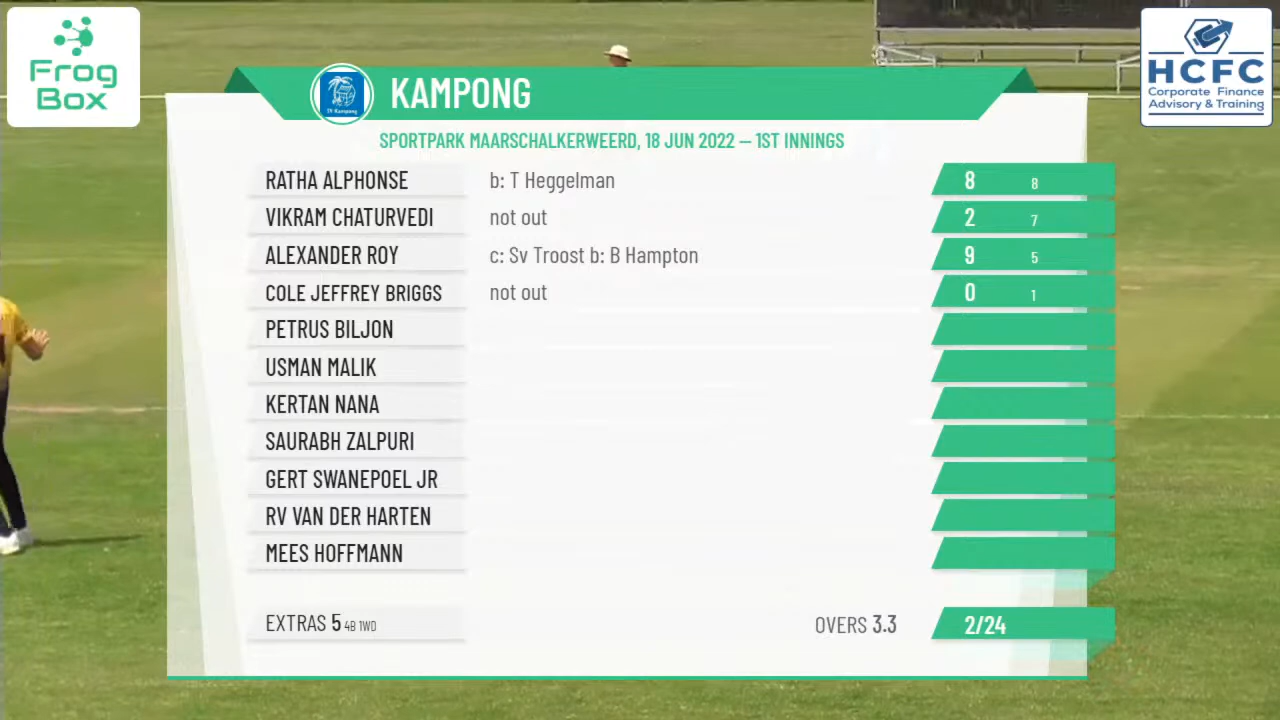 Frog
Box
HCFC
Corporate Finance
Advisory & Training
KAMPONG
TV Kampong
SPORTPARK MAARSCHALKERWEERD, 18 JUN 2022 – 1ST INNINGS
RATHA ALPHONSE b: T Heggelman 8 8
VIKRAM CHATURVEDI not out 2 7
ALEXANDER ROY c: Sv Troost b: B Hampton 9 5
COLE JEFFREY BRIGGS not out 0 1
PETRUS BILJON
USMAN MALIK
KERTAN NANA
SAURABH ZALPURI
GERT SWANEPOEL JR
RV VAN DER HARTEN
MEES HOFFMANN
EXTRAS 5 4B 1WD OVERS 3.3 2/24